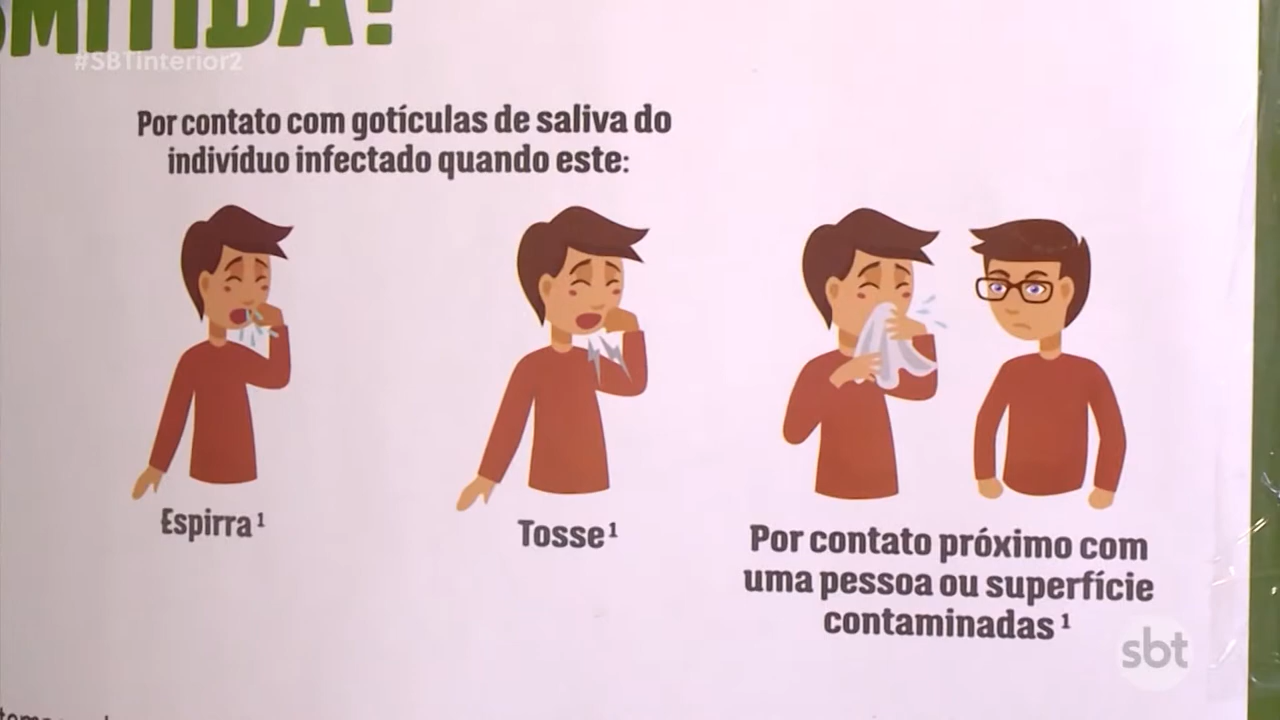 SMITIDA?
#SBTInterior2
Por contato com gotículas de saliva do
indivíduo infectado quando este:
Espirra¹
Tosse¹
Por contato próximo com
uma pessoa ou superfície
contaminadas¹
sbt